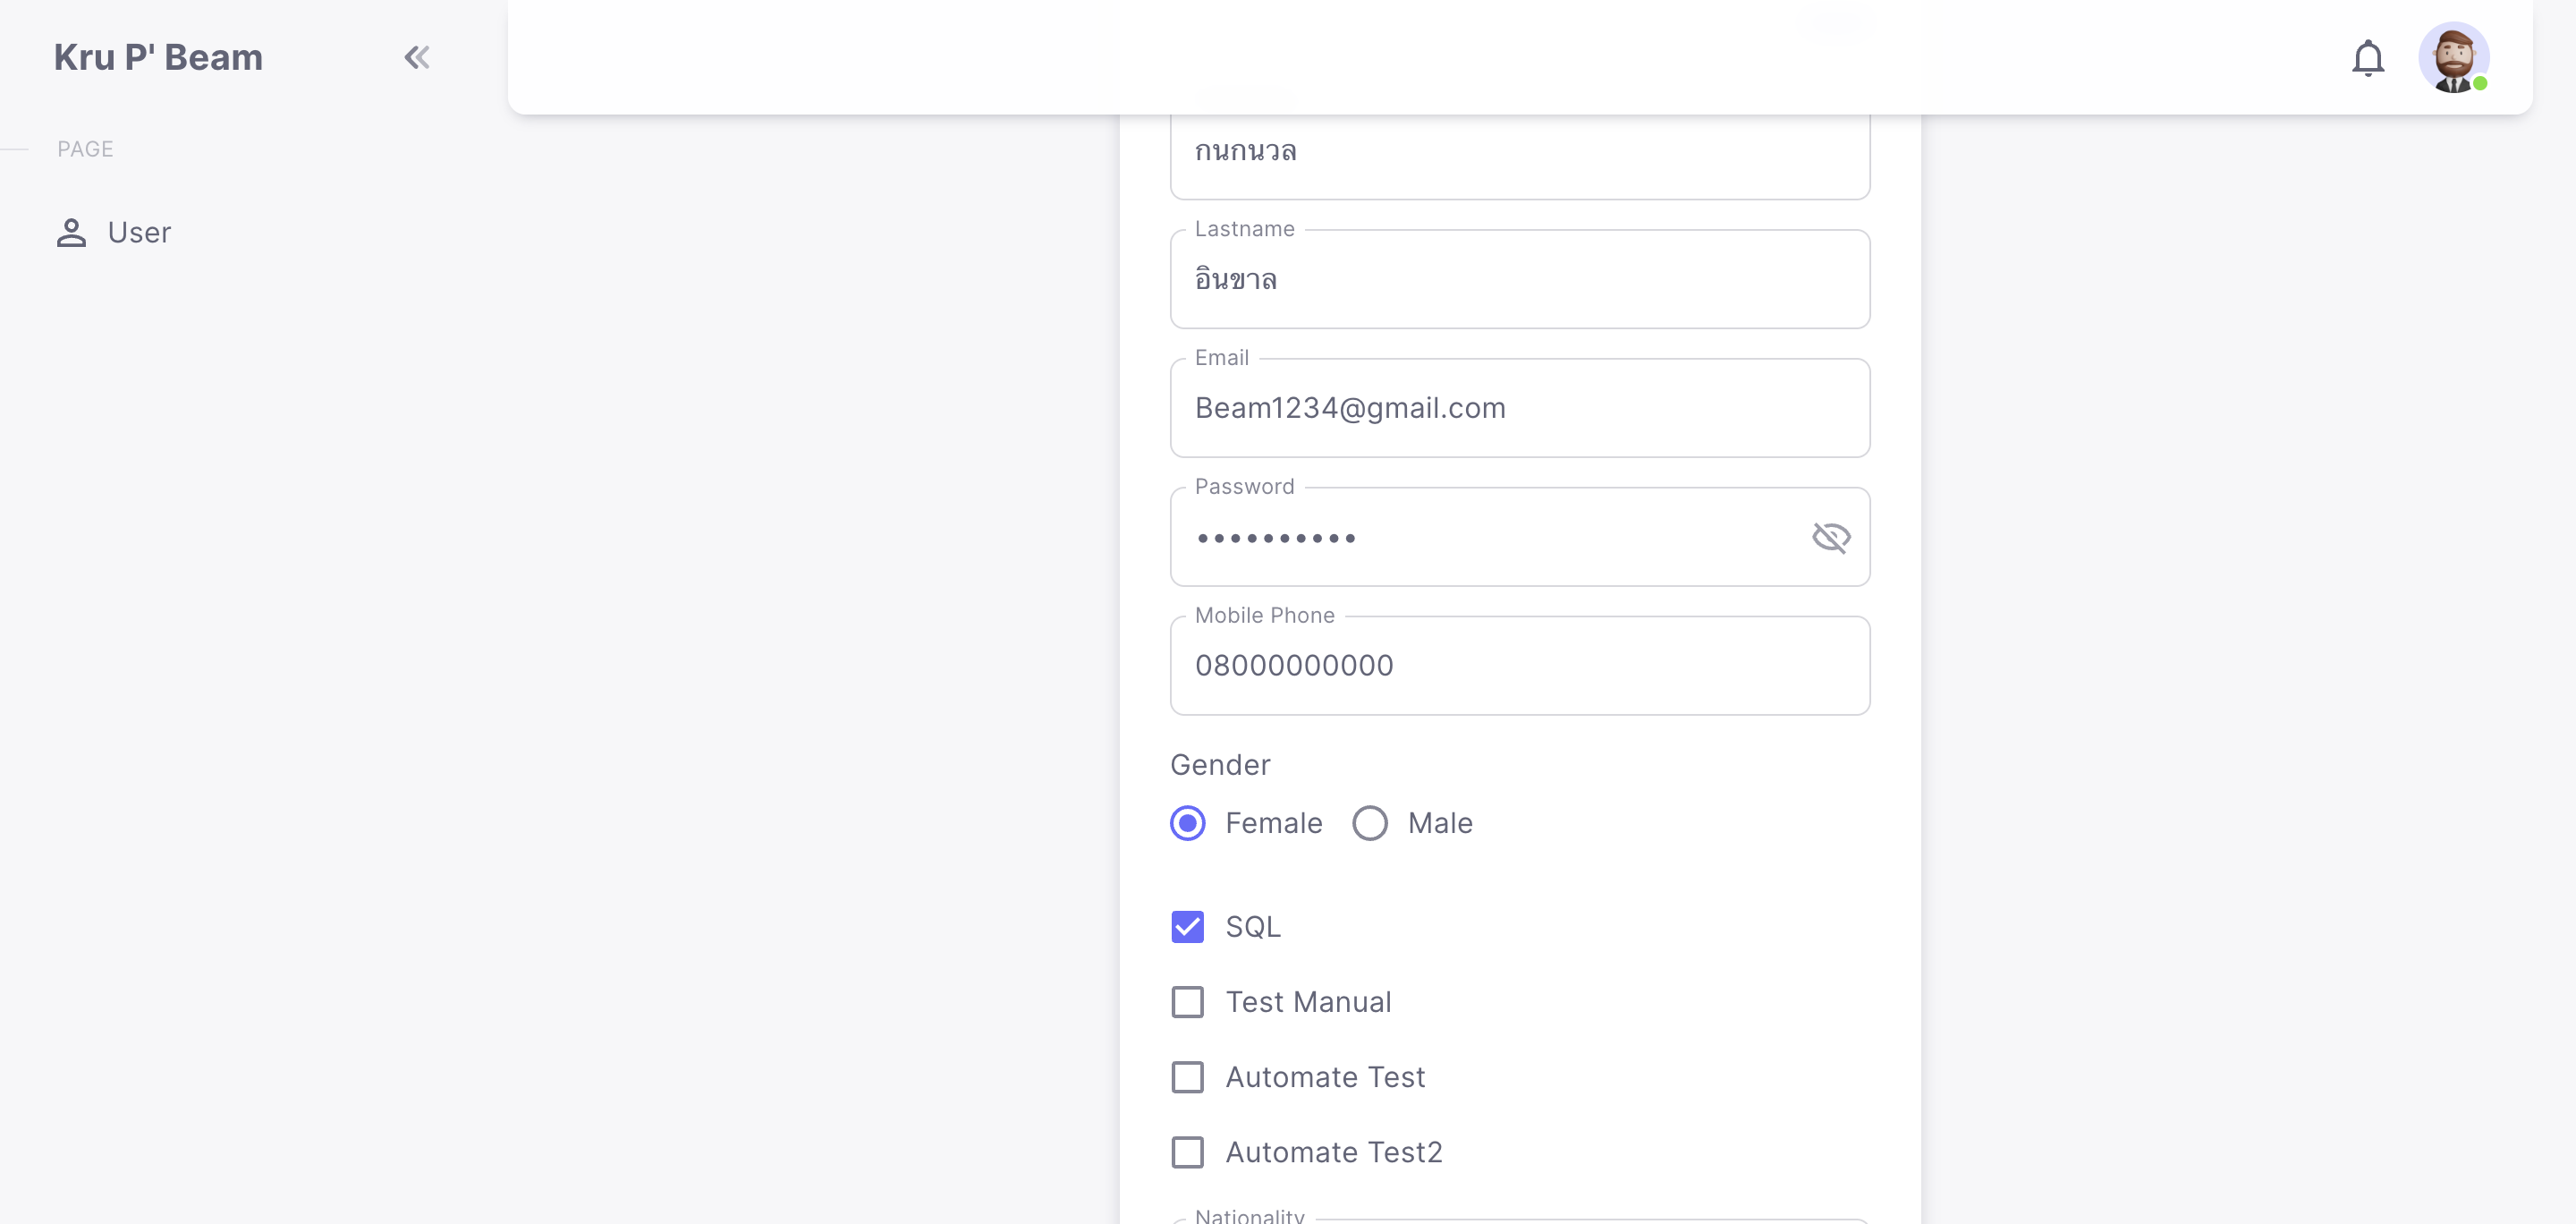 Kru P' Beam
PAGE
User
กนกนวล
Lastname
อินขาล
Email
Beam1234@gmail.com
Password
••••••••••
Mobile Phone
08000000000
Gender
Female
Male
SQL
Test Manual
Automate Test
Automate Test2
Nationality